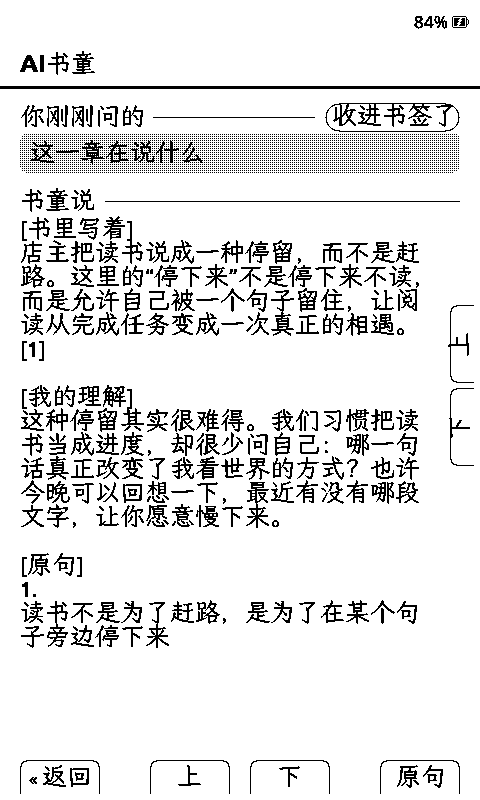 84%
AI书童
你刚刚问的
收进书签了
这一章在说什么
书童说
[书里写着]
店主把读书说成一种停留，而不是赶
路。这里的“停下来”不是停下来不读，
而是允许自己被一个句子留住，让阅
读从完成任务变成一次真正的相遇。
[1]
[我的理解]
这种停留其实很难得。我们习惯把读
书当成进度，却很少问自己：哪一句
话真正改变了我看世界的方式？也许
今晚可以回想一下，最近有没有哪段
文字，让你愿意慢下来。
[原句]
1.
读书不是为了赶路，是为了在某个句
子旁边停下来
上
下
«返回
上
下
原句